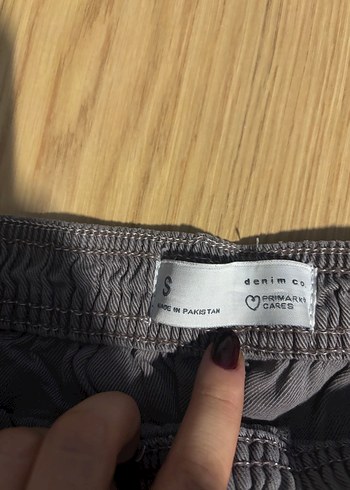 S
denim co.
PRIMARK®
CARES
MADE IN PAKISTAN